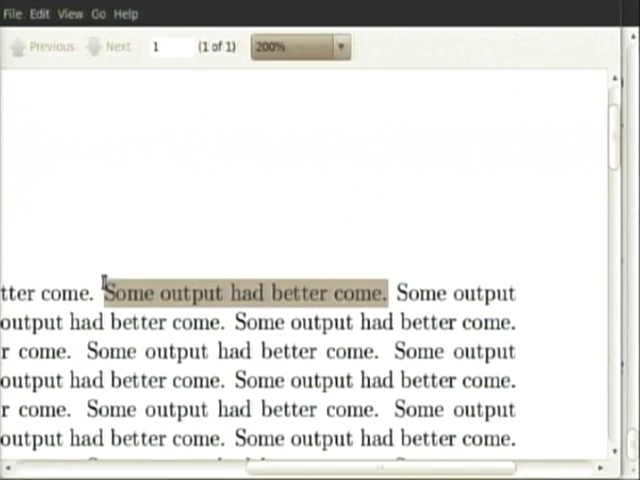 File Edit View Go Help
Previous Next 1 (1 of 1) 200%
tter come. Some output had better come. Some output
output had better come. Some output had better come.
r come. Some output had better come. Some output
output had better come. Some output had better come.
r come. Some output had better come. Some output
output had better come. Some output had better come.